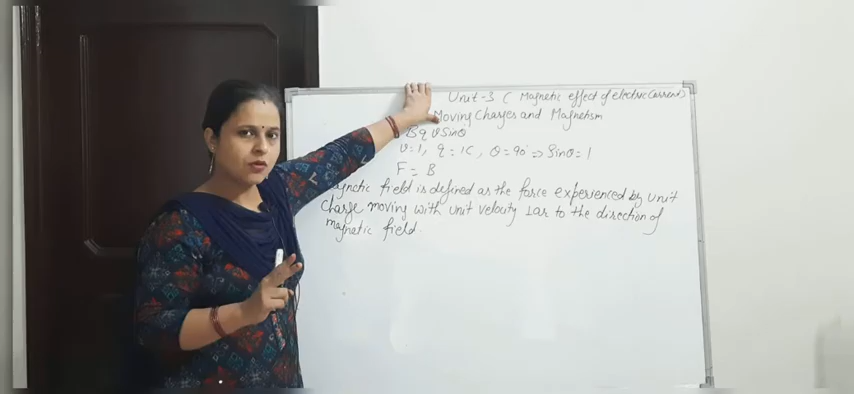 Unit-3 ( Magnetic effect of electric Current)
Moving Charges and Magnetism
Bq vSinθ
v=1, q = 1C, θ = 90° ⇒ Sinθ = 1
F = B
field is defined as the force experienced by unit
charge moving with unit velocity ⊥ar to the direction of
magnetic field.